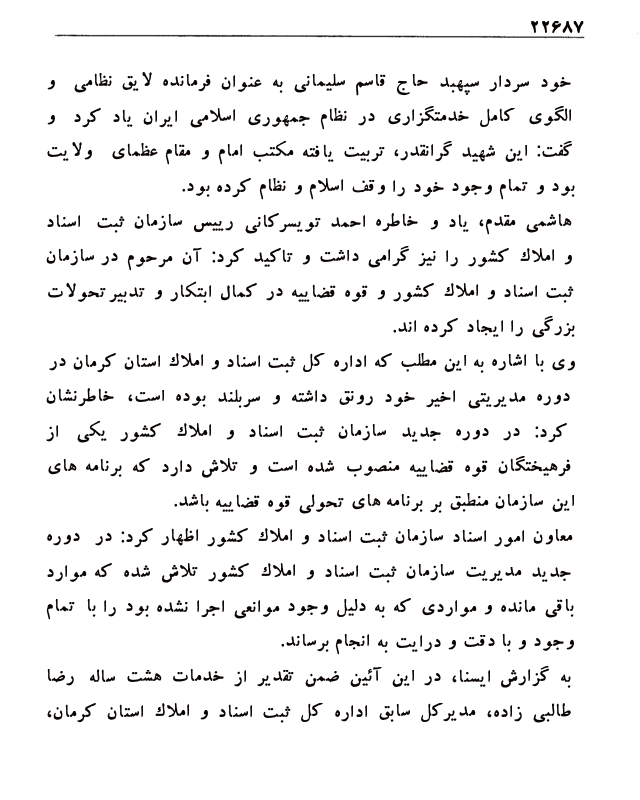 ۲۲۶۸۷
خود سردار سپهبد حاج قاسم سلیمانی به عنوان فرمانده لایق نظامی و
الگوی کامل خدمتگزاری در نظام جمهوری اسلامی ایران یاد کرد و
گفت: این شهید گرانقدر، تربیت یافته مکتب امام و مقام عظمای ولایت
بود و تمام وجود خود را وقف اسلام و نظام کرده بود.
هاشمی مقدم، یاد و خاطره احمد تویسرکانی رییس سازمان ثبت اسناد
و املاک کشور را نیز گرامی داشت و تاکید کرد: آن مرحوم در سازمان
ثبت اسناد و املاک کشور و قوه قضاییه در کمال ابتکار و تدبیر تحولات
بزرگی را ایجاد کرده اند.
وی با اشاره به این مطلب که اداره کل ثبت اسناد و املاک استان کرمان در
دوره مدیریتی اخیر خود رونق داشته و سربلند بوده است، خاطرنشان
کرد: در دوره جدید سازمان ثبت اسناد و املاک کشور یکی از
فرهیختگان قوه قضاییه منصوب شده است و تلاش دارد که برنامه های
این سازمان منطبق بر برنامه های تحولی قوه قضاییه باشد.
معاون امور اسناد سازمان ثبت اسناد و املاک کشور اظهار کرد: در دوره
جدید مدیریت سازمان ثبت اسناد و املاک کشور تلاش شده که موارد
باقی مانده و مواردی که به دلیل وجود موانعی اجرا نشده بود را با تمام
وجود و با دقت و درایت به انجام برساند.
به گزارش ایسنا، در این آئین ضمن تقدیر از خدمات هشت ساله رضا
طالبی زاده، مدیرکل سابق اداره کل ثبت اسناد و املاک استان کرمان،